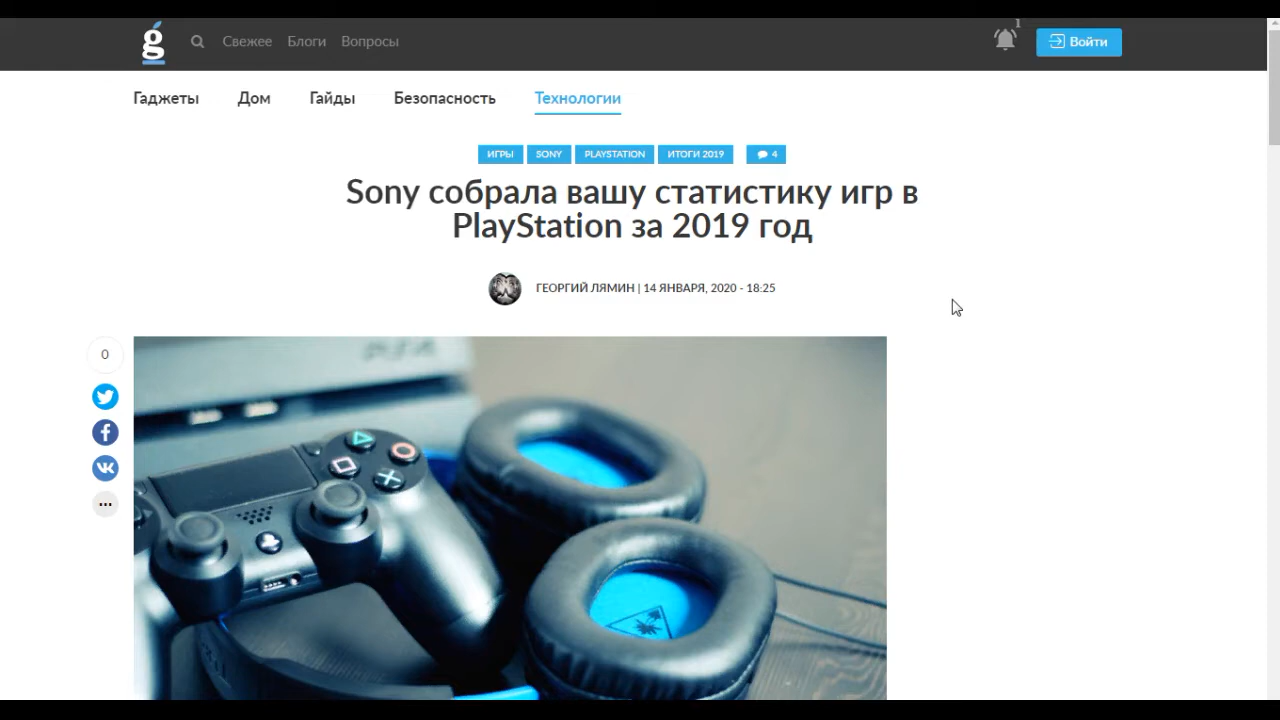 ğ
Свежее Блоги Вопросы
1
Войти
Гаджеты Дом Гайды Безопасность Технологии
ИГРЫ SONY PLAYSTATION ИТОГИ 2019 4
Sony собрала вашу статистику игр в
PlayStation за 2019 год
ГЕОРГИЙ ЛЯМИН | 14 ЯНВАРЯ, 2020 - 18:25
0
PS4